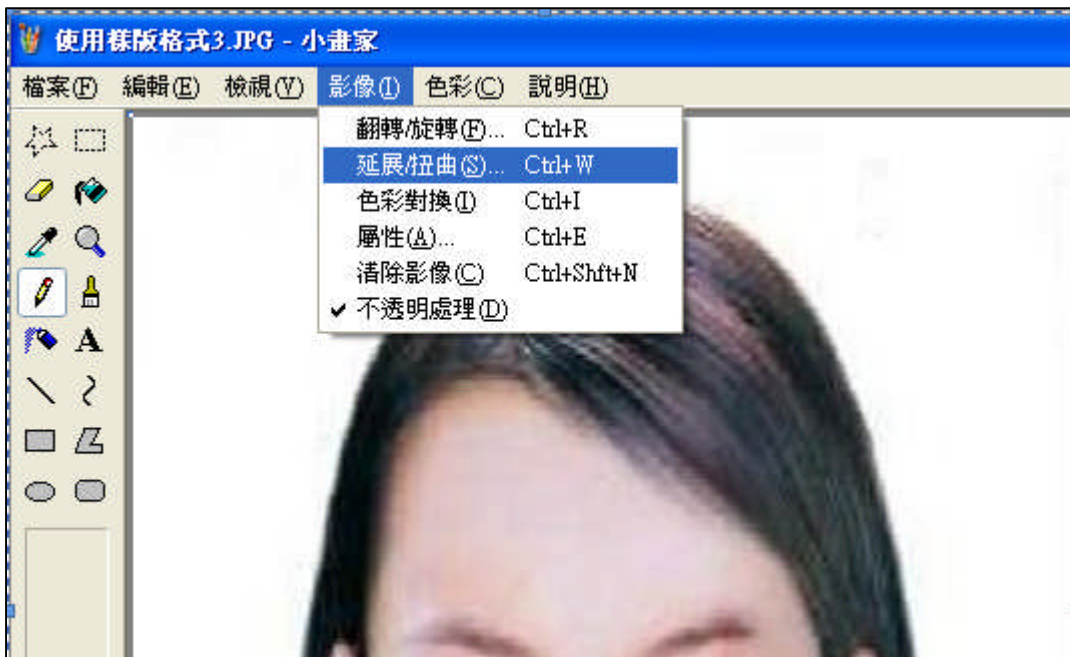 使用樣版格式3.JPG - 小畫家
檔案(F) 編輯(E) 檢視(V) 影像(I) 色彩(C) 說明(H)
翻轉/旋轉(F)... Ctrl+R
延展/扭曲(S)... Ctrl+W
色彩對換(I) Ctrl+I
屬性(A)... Ctrl+E
清除影像(C) Ctrl+Shft+N
✓ 不透明處理(D)
A